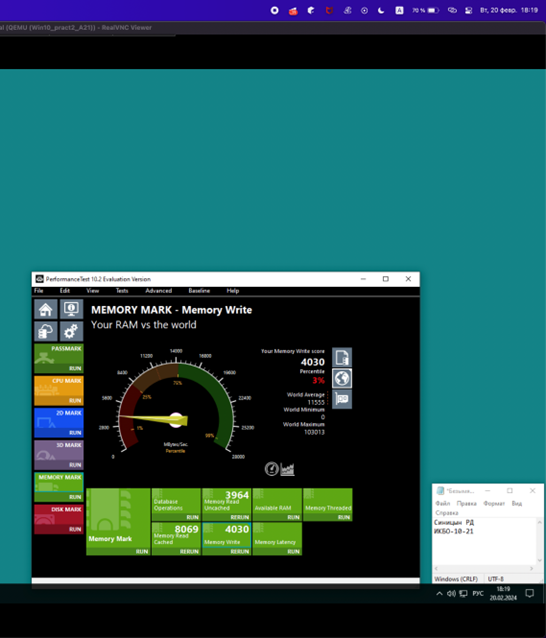 70 %
Вт, 20 февр. 18:19
al (QEMU (Win10_pract2_A21)) - RealVNC Viewer
PerformanceTest 10.2 Evaluation Version
File Edit View Tests Advanced Baseline Help
MEMORY MARK - Memory Write
Your RAM vs the world
PASSMARK
RUN
CPU MARK
RUN
2D MARK
RUN
3D MARK
RUN
MEMORY MARK
RUN
DISK MARK
RUN
0
2800
5600
8400
11200
14000
16800
19600
22400
25200
28000
1%
25%
75%
99%
MBytes/Sec.
Percentile
Your Memory Write score
4030
Percentile
3%
World Average
11555
World Minimum
0
World Maximum
103013
Memory Mark
RUN
Database Operations
RUN
3964
Memory Read Uncached
RERUN
Available RAM
RUN
Memory Threaded
RUN
8069
Memory Read Cached
RERUN
4030
Memory Write
RERUN
Memory Latency
RUN
Файл Правка Формат Вид
Справка
Синицын РД
ИКБО-10-21
Windows (CRLF) UTF-8
РУС
18:19
20.02.2024